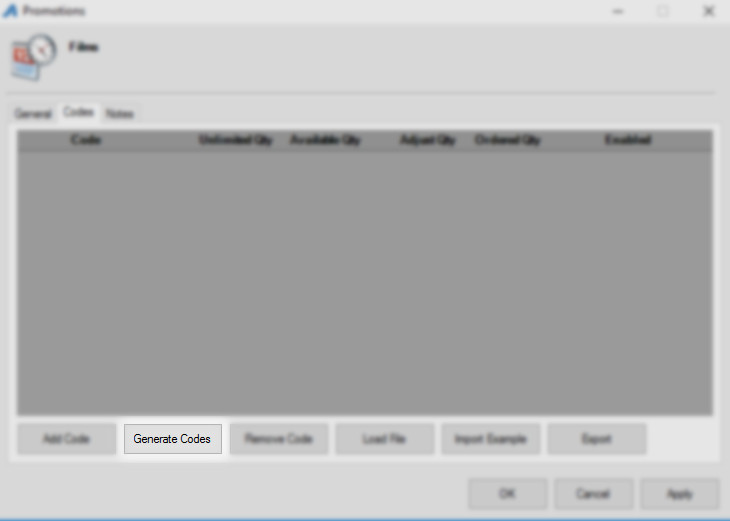 Promotions
Films
General Codes Notes
Code Unlimited Qty Available Qty Adjust Qty Ordered Qty Enabled
Add Code Generate Codes Remove Code Load File Import Example Export
OK Cancel Apply